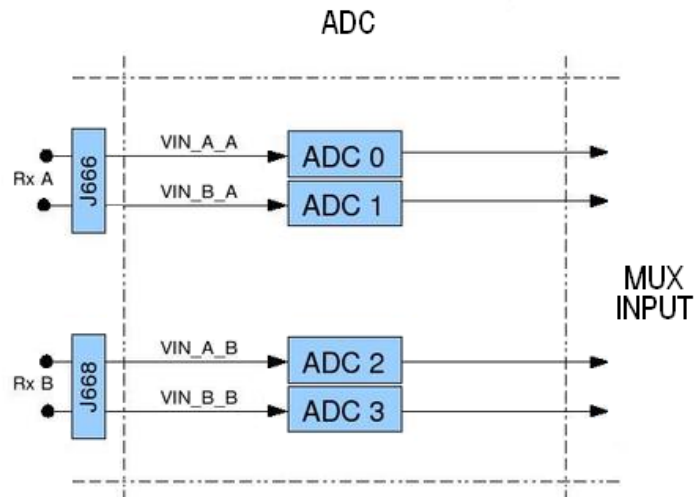 ADC
VIN_A_A
ADC 0
J666
Rx A
VIN_B_A
ADC 1
MUX
INPUT
VIN_A_B
ADC 2
J668
Rx B
VIN_B_B
ADC 3